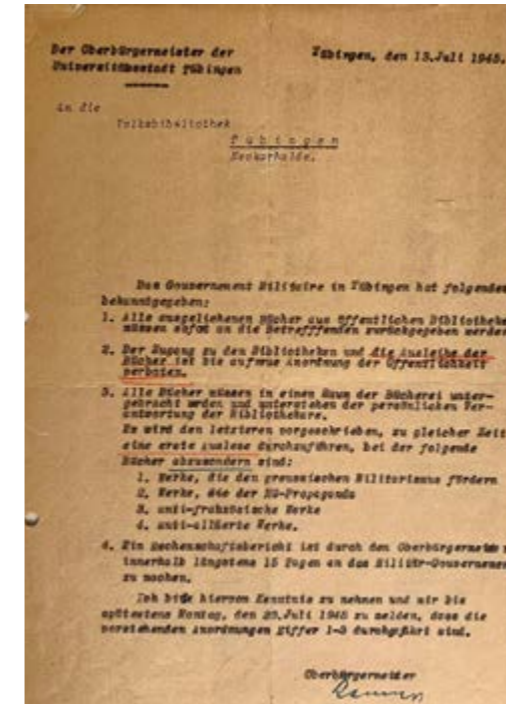 Der Oberbürgermeister der
Universitätsstadt Tübingen
Tübingen, den 13.Juli 1945.
An die
Volksbibliothek
Tübingen
Neckarhalde.
Das Gouvernement Militaire in Tübingen hat folgendes
bekanntgegeben:
1. Alle ausgeliehenen Bücher aus öffentlichen Bibliotheke
müssen sofot an die Betreffenden zurückgegeben werde
2. Der Zugang zu den Bibliotheken und die Ausleihe der
Bücher ist bis auf Anordnung der Öffentlichkeit
verboten.
3. Alle Bücher müssen in einen Raum der Bücherei unter-
gebracht werden und unterstehen der persönlichen Ver-
antwortung der Bibliothekare.
Es wird den letzteren vorgeschrieben, zu gleicher Zeit
eine erste Auslese durchzuführen, bei der folgende
Bücher abzusondern sind:
1. Werke, die den preussischen Militarismus fördern
2. Werke, die der NS-Propaganda
3. anti-französische Werke
4. anti-allierte Werke.
4. Ein Rechenschaftsbericht ist durch den Oberbürgermeister
innerhalb längstens 15 Tagen an das Militär-Gouvernemen
zu machen.
Ich bitte hiervon Kenntnis zu nehmen und mir bis
spätestens Montag, den 23.Juli 1945 zu melden, dass die
vorstehenden Anordnungen Ziffer 1-3 durchgeführt sind.
Oberbürgermeister